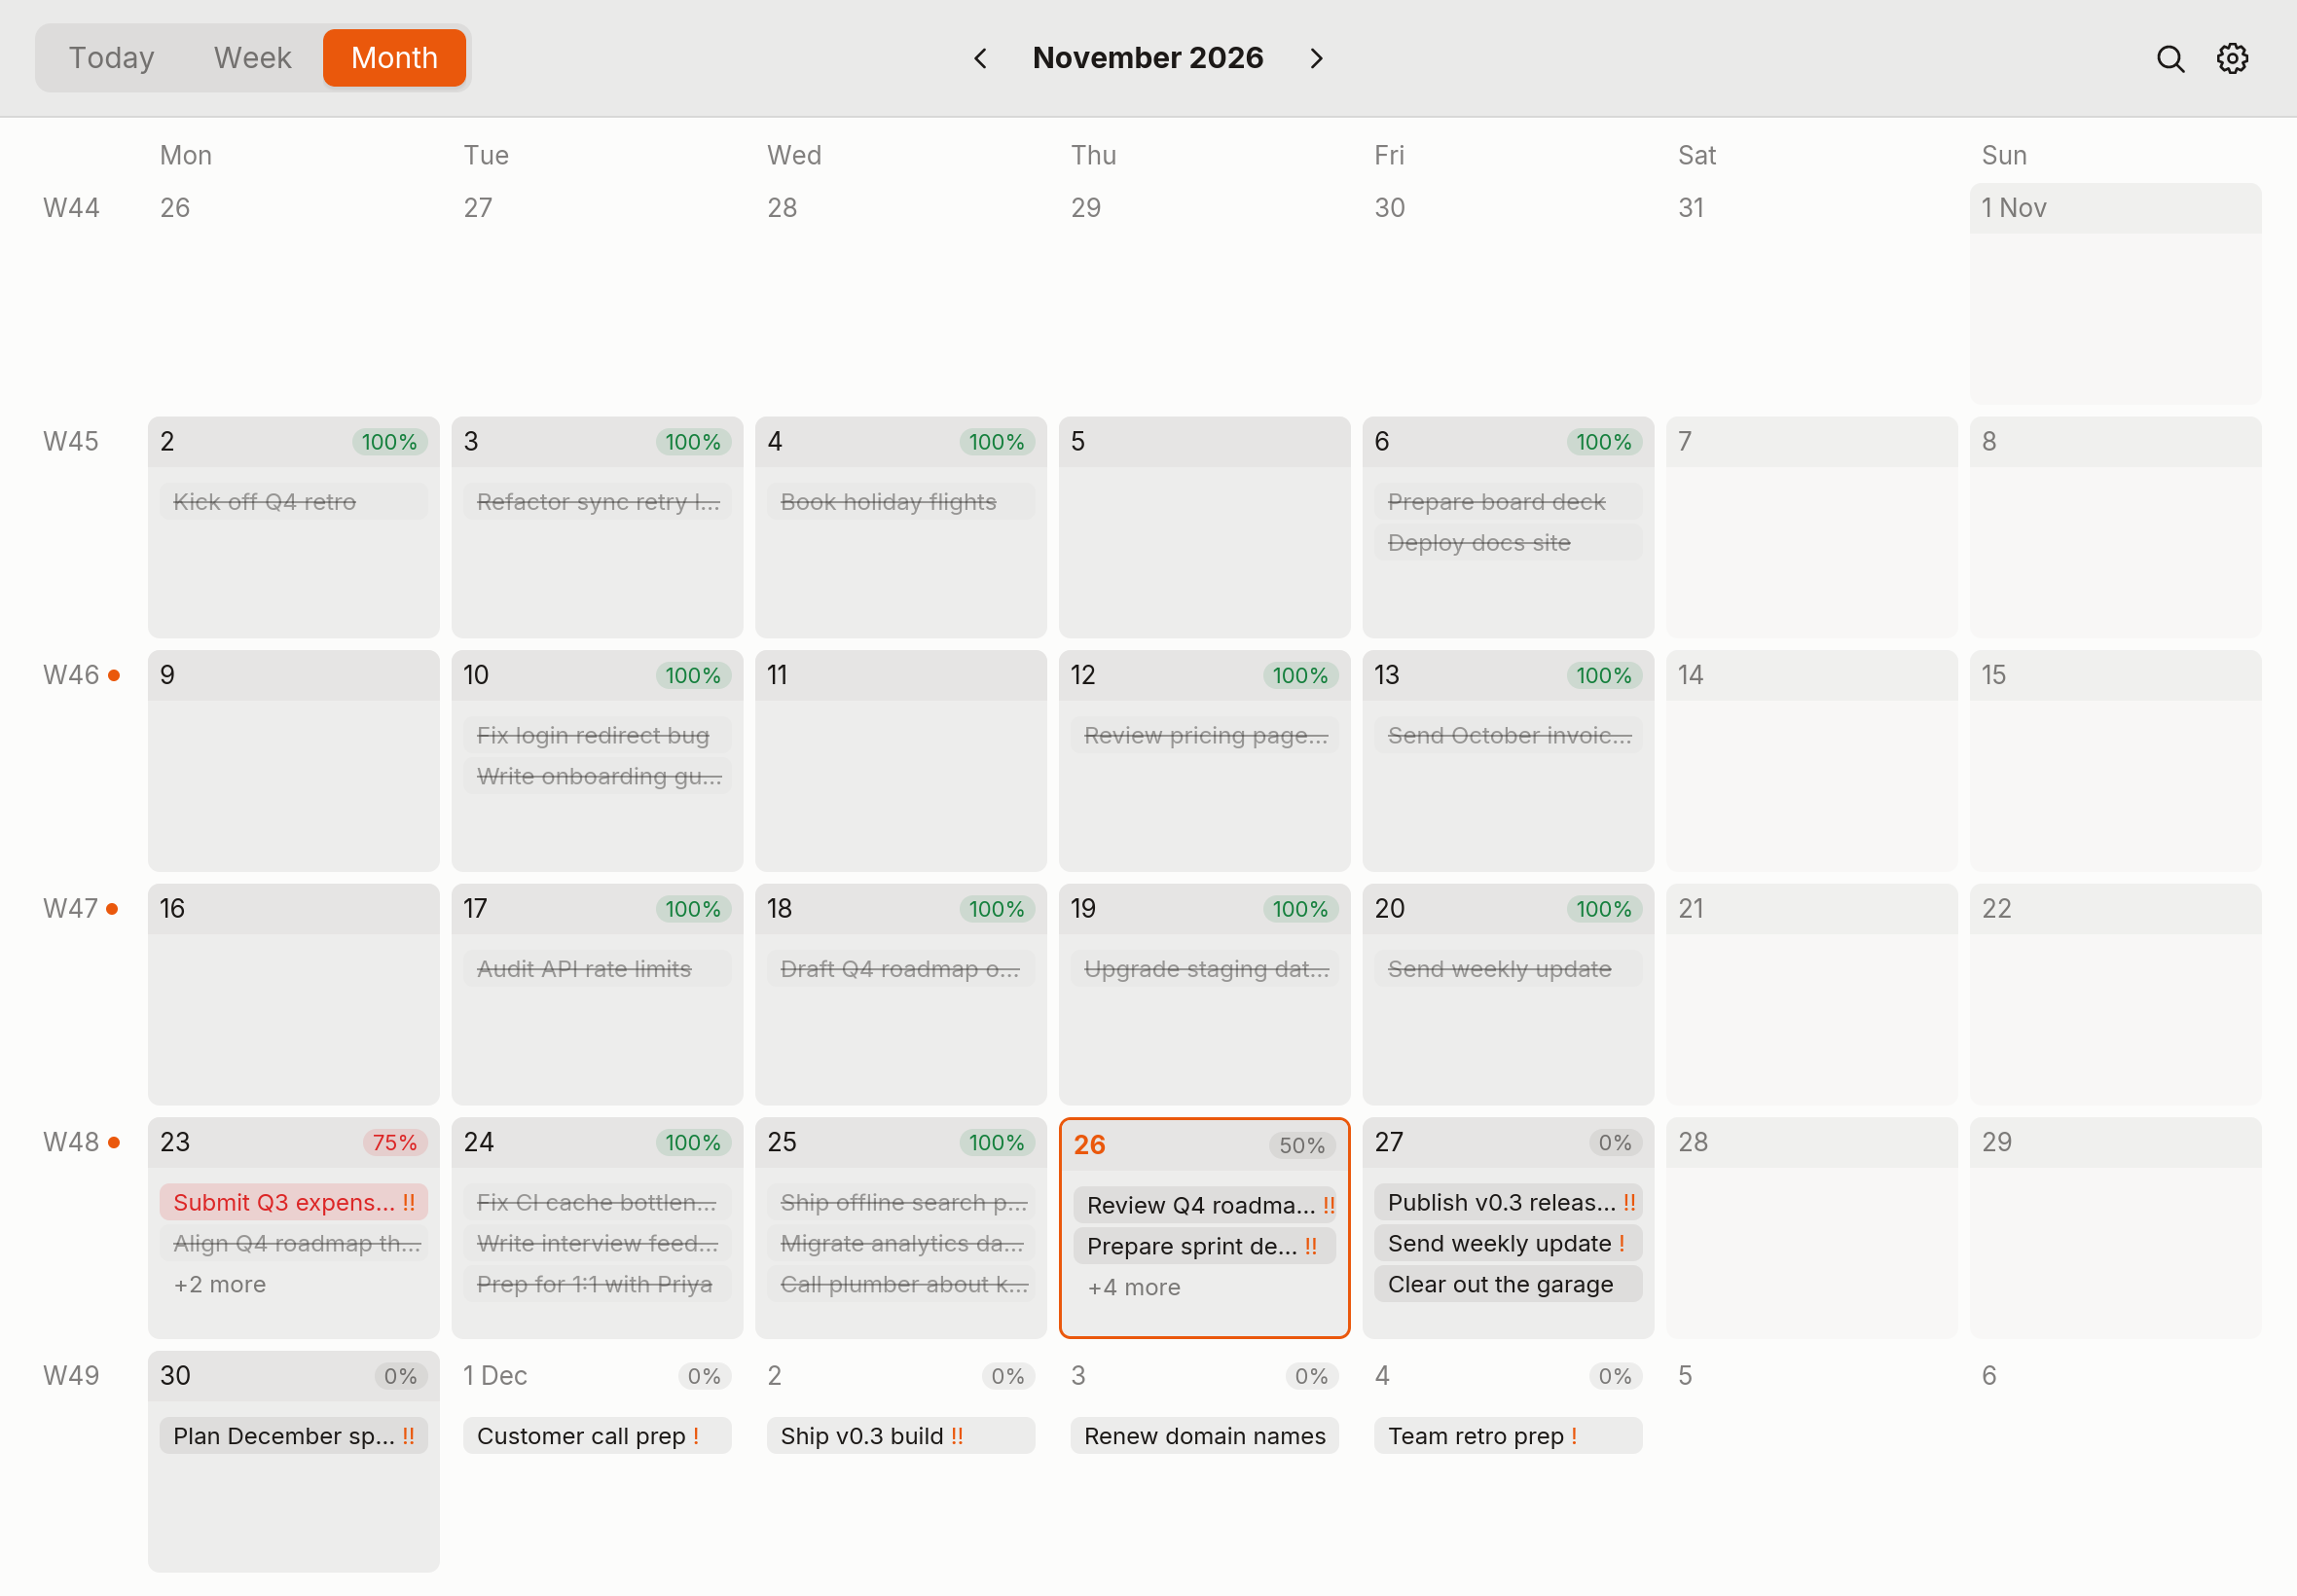 Today Week Month November 2026
Mon Tue Wed Thu Fri Sat Sun
W44 26 27 28 29 30 31 1 Nov
W45 2 100% 3 100% 4 100% 5 6 100% 7 8
Kick off Q4 retro Refactor sync retry l... Book holiday flights Prepare board deck
Deploy docs site
W46 9 10 100% 11 12 100% 13 100% 14 15
Fix login redirect bug Review pricing page... Send October invoic...
Write onboarding gu...
W47 16 17 100% 18 100% 19 100% 20 100% 21 22
Audit API rate limits Draft Q4 roadmap o... Upgrade staging dat... Send weekly update
W48 23 75% 24 100% 25 100% 26 50% 27 0% 28 29
Submit Q3 expens... !! Fix CI cache bottlen... Ship offline search p... Review Q4 roadma... !! Publish v0.3 releas... !!
Align Q4 roadmap th... Write interview feed... Migrate analytics da... Prepare sprint de... !! Send weekly update !
+2 more Prep for 1:1 with Priya Call plumber about k... +4 more Clear out the garage
W49 30 0% 1 Dec 0% 2 0% 3 0% 4 0% 5 6
Plan December sp... !! Customer call prep ! Ship v0.3 build !! Renew domain names Team retro prep !